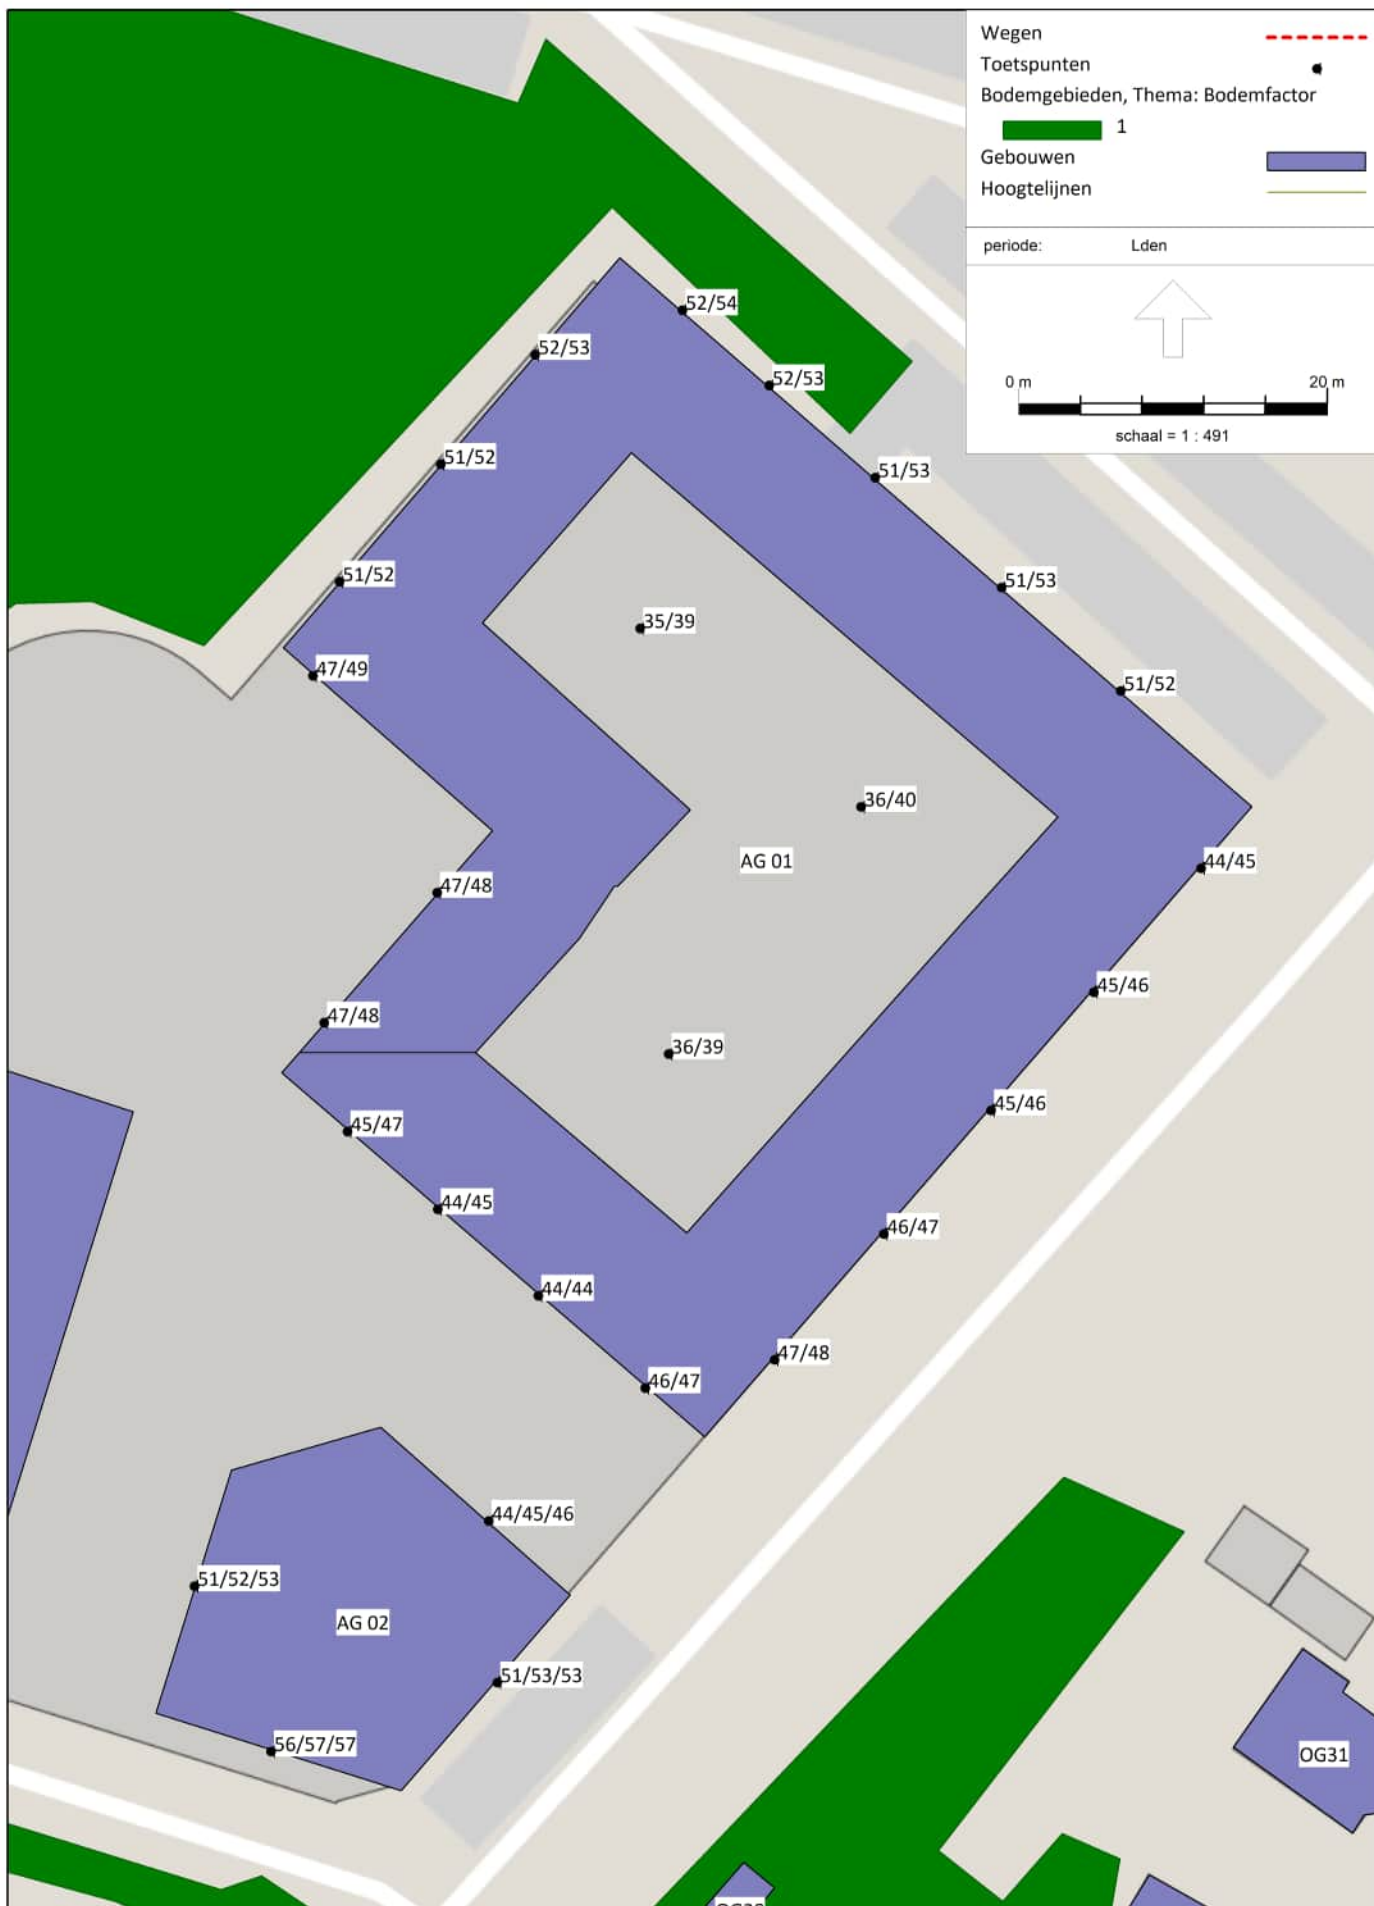 Wegen
Toetspunten
Bodemgebieden, Thema: Bodemfactor
1
Gebouwen
Hoogtelijnen
periode: Lden
0 m 20 m
schaal = 1 : 491
52/54
52/53
52/53
51/52
51/53
51/52
51/53
35/39
47/49
51/52
36/40
AG 01
44/45
47/48
45/46
47/48
36/39
45/46
45/47
44/45
46/47
44/44
47/48
46/47
44/45/46
51/52/53
AG 02
51/53/53
56/57/57
OG31